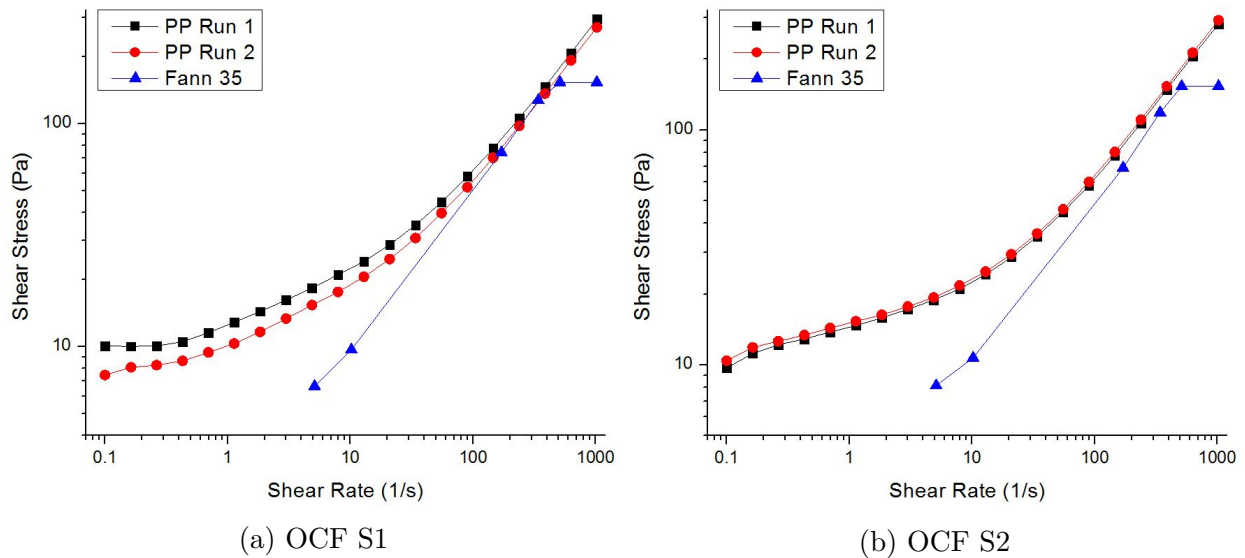 PP Run 1
PP Run 2
Fann 35
100
10
Shear Stress (Pa)
0.1 1 10 100 1000
Shear Rate (1/s)
(a) OCF S1
PP Run 1
PP Run 2
Fann 35
100
10
Shear Stress (Pa)
0.1 1 10 100 1000
Shear Rate (1/s)
(b) OCF S2